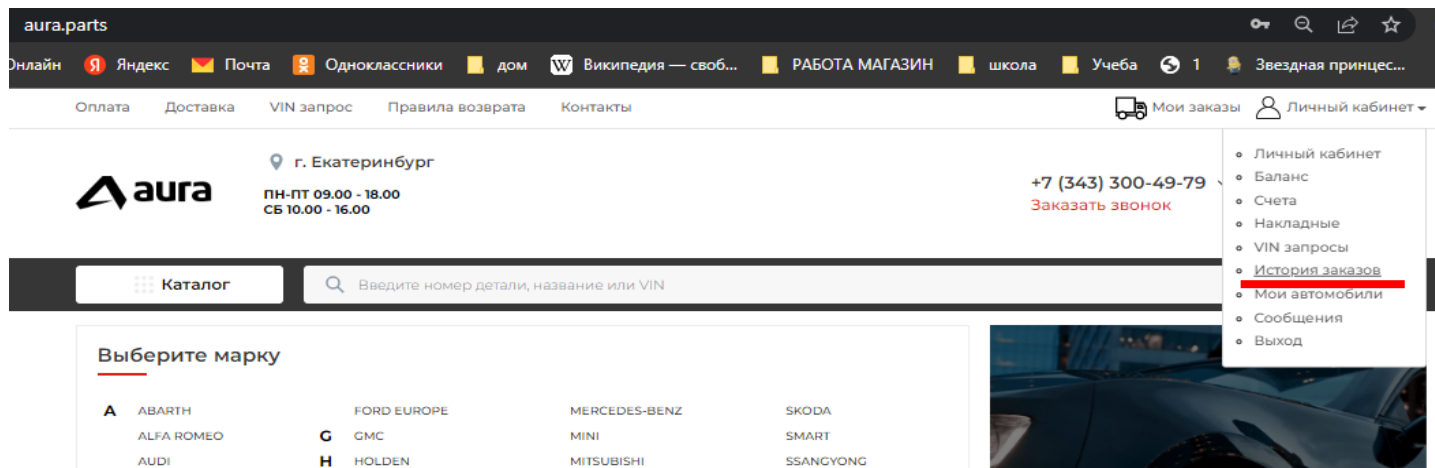 aura.parts
Онлайн Яндекс Почта Одноклассники дом Википедия — своб... РАБОТА МАГАЗИН школа Учеба 1 Звездная принцес...
Оплата Доставка VIN запрос Правила возврата Контакты Мои заказы Личный кабинет
aura
г. Екатеринбург
ПН-ПТ 09.00 - 18.00
СБ 10.00 - 16.00
+7 (343) 300-49-79
Заказать звонок
Личный кабинет
Баланс
Счета
Накладные
VIN запросы
История заказов
Мои автомобили
Сообщения
Выход
Каталог
Введите номер детали, название или VIN
Выберите марку
A ABARTH FORD EUROPE MERCEDES-BENZ SKODA
ALFA ROMEO G GMC MINI SMART
AUDI H HOLDEN MITSUBISHI SSANGYONG